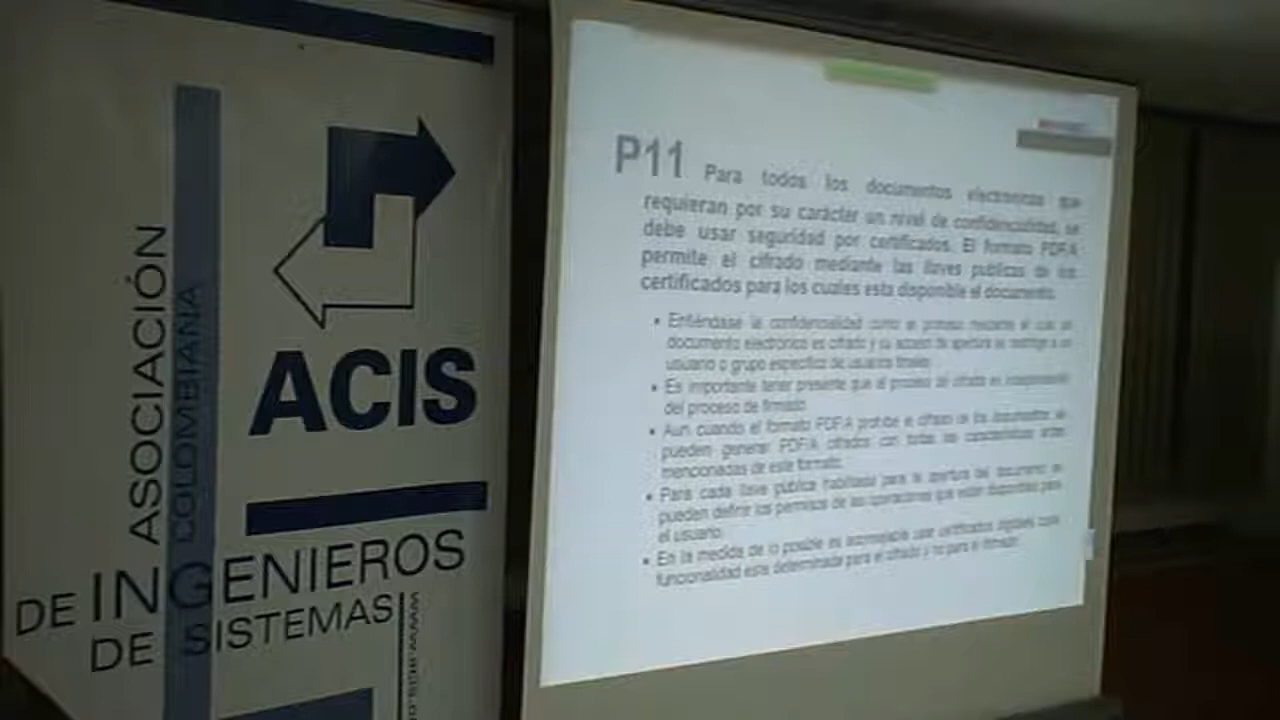 ASOCIACIÓN
COLOMBIANA
ACIS
DE INGENIEROS
DE SISTEMAS
P11 Para todos los documentos electronicos que
requieran por su carácter un nivel de confidencialidad, se
debe usar seguridad por certificados. El formato PDF/A
permite el cifrado mediante las llaves publicas de los
certificados para los cuales esta disponible el documento.
• Entiéndase la confidencialidad como el proceso mediante el cual un
documento electrónico es cifrado y su acceso de apertura se restringe a un
usuario o grupo especifico de usuarios finales
• Es importante tener presente que el proceso de cifrado es independiente
del proceso de firmado
• Aun cuando el formato PDF/A prohíbe el cifrado de los documentos se
pueden generar PDF/A cifrados con todas las características antes
mencionadas de este formato.
• Para cada llave pública habilitada para la apertura del documento se
pueden definir los permisos de las operaciones que están disponibles para
el usuario.
• En la medida de lo posible es aconsejable usar certificados digitales cuya
funcionalidad este determinada para el cifrado y no para el firmado